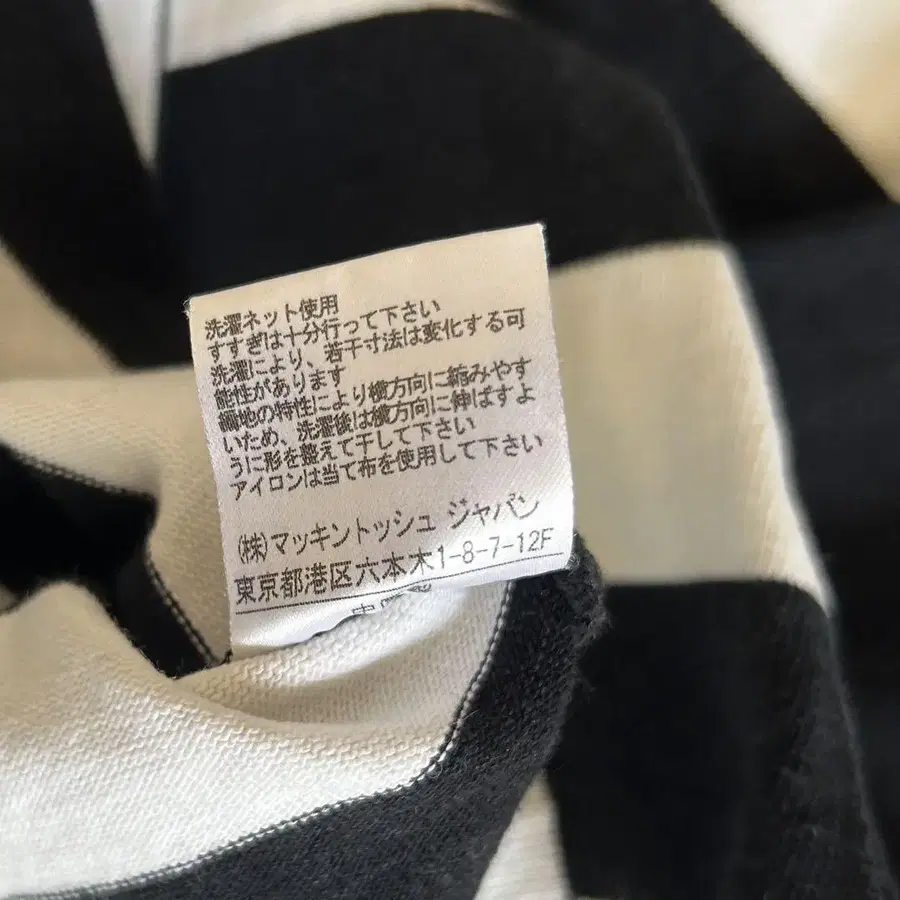 洗濯ネット使用
すすぎは十分行って下さい
洗濯により、若干寸法は変化する可
能性があります
編地の特性により横方向に縮みやす
いため、洗濯後は横方向に伸ばすよ
うに形を整えて干して下さい
アイロンは当て布を使用して下さい
(株)マッキントッシュ ジャパン
東京都港区六本木1-8-7-12F